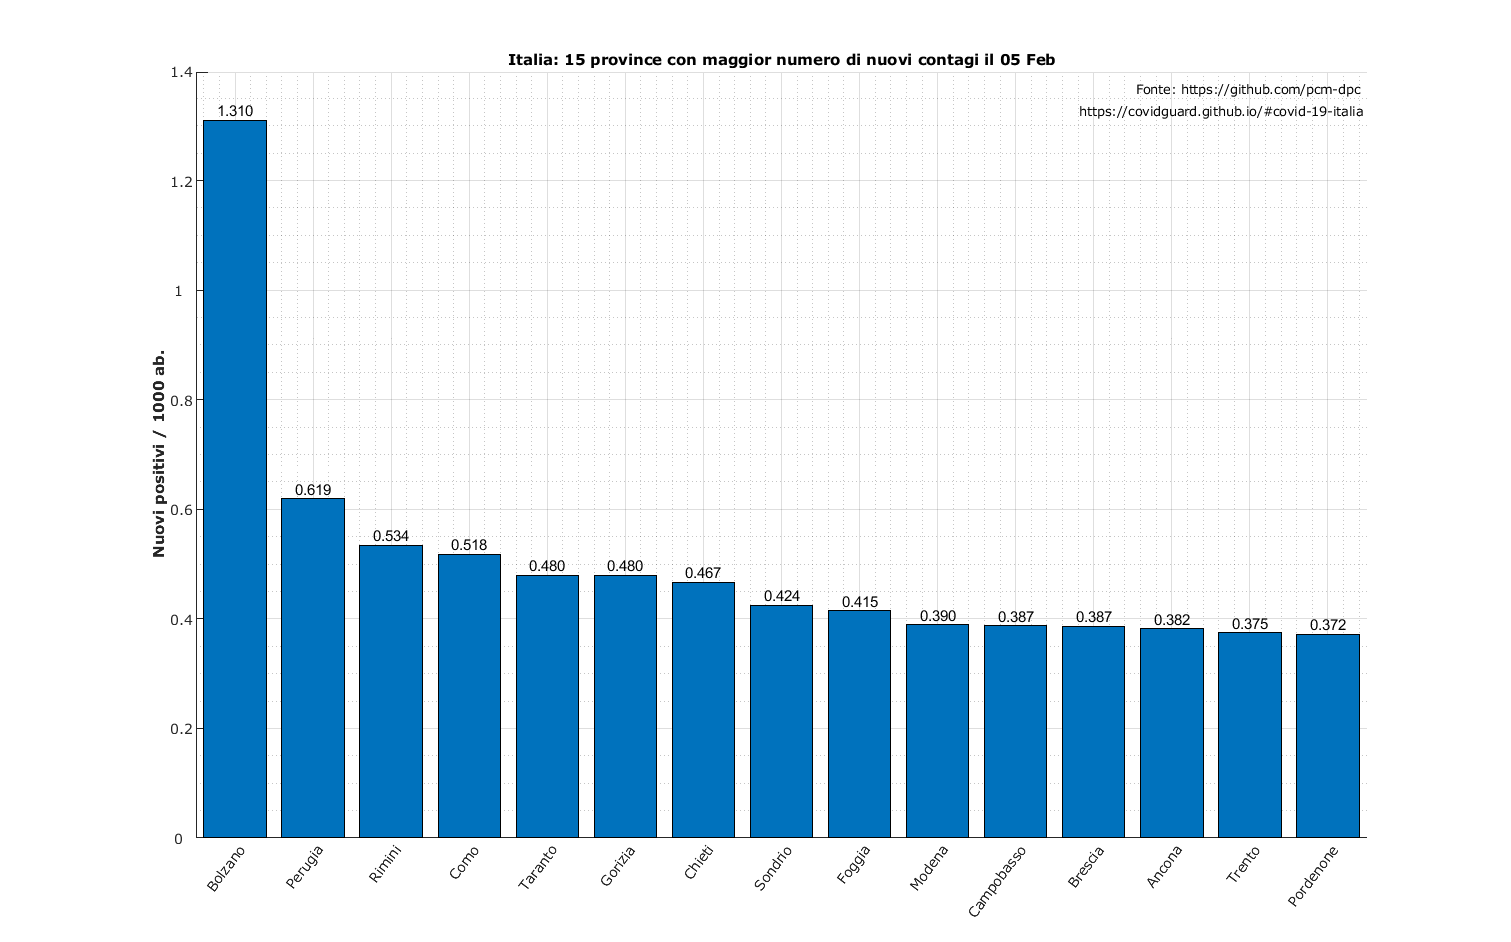 Italia: 15 province con maggior numero di nuovi contagi il 05 Feb
Fonte: https://github.com/pcm-dpc
https://covidguard.github.io/#covid-19-italia
Nuovi positivi / 1000 ab.
1.4
1.2
1
0.8
0.6
0.4
0.2
0
1.310
0.619
0.534
0.518
0.480
0.480
0.467
0.424
0.415
0.390
0.387
0.387
0.382
0.375
0.372
Bolzano
Perugia
Rimini
Como
Taranto
Gorizia
Chieti
Sondrio
Foggia
Modena
Campobasso
Brescia
Ancona
Trento
Pordenone